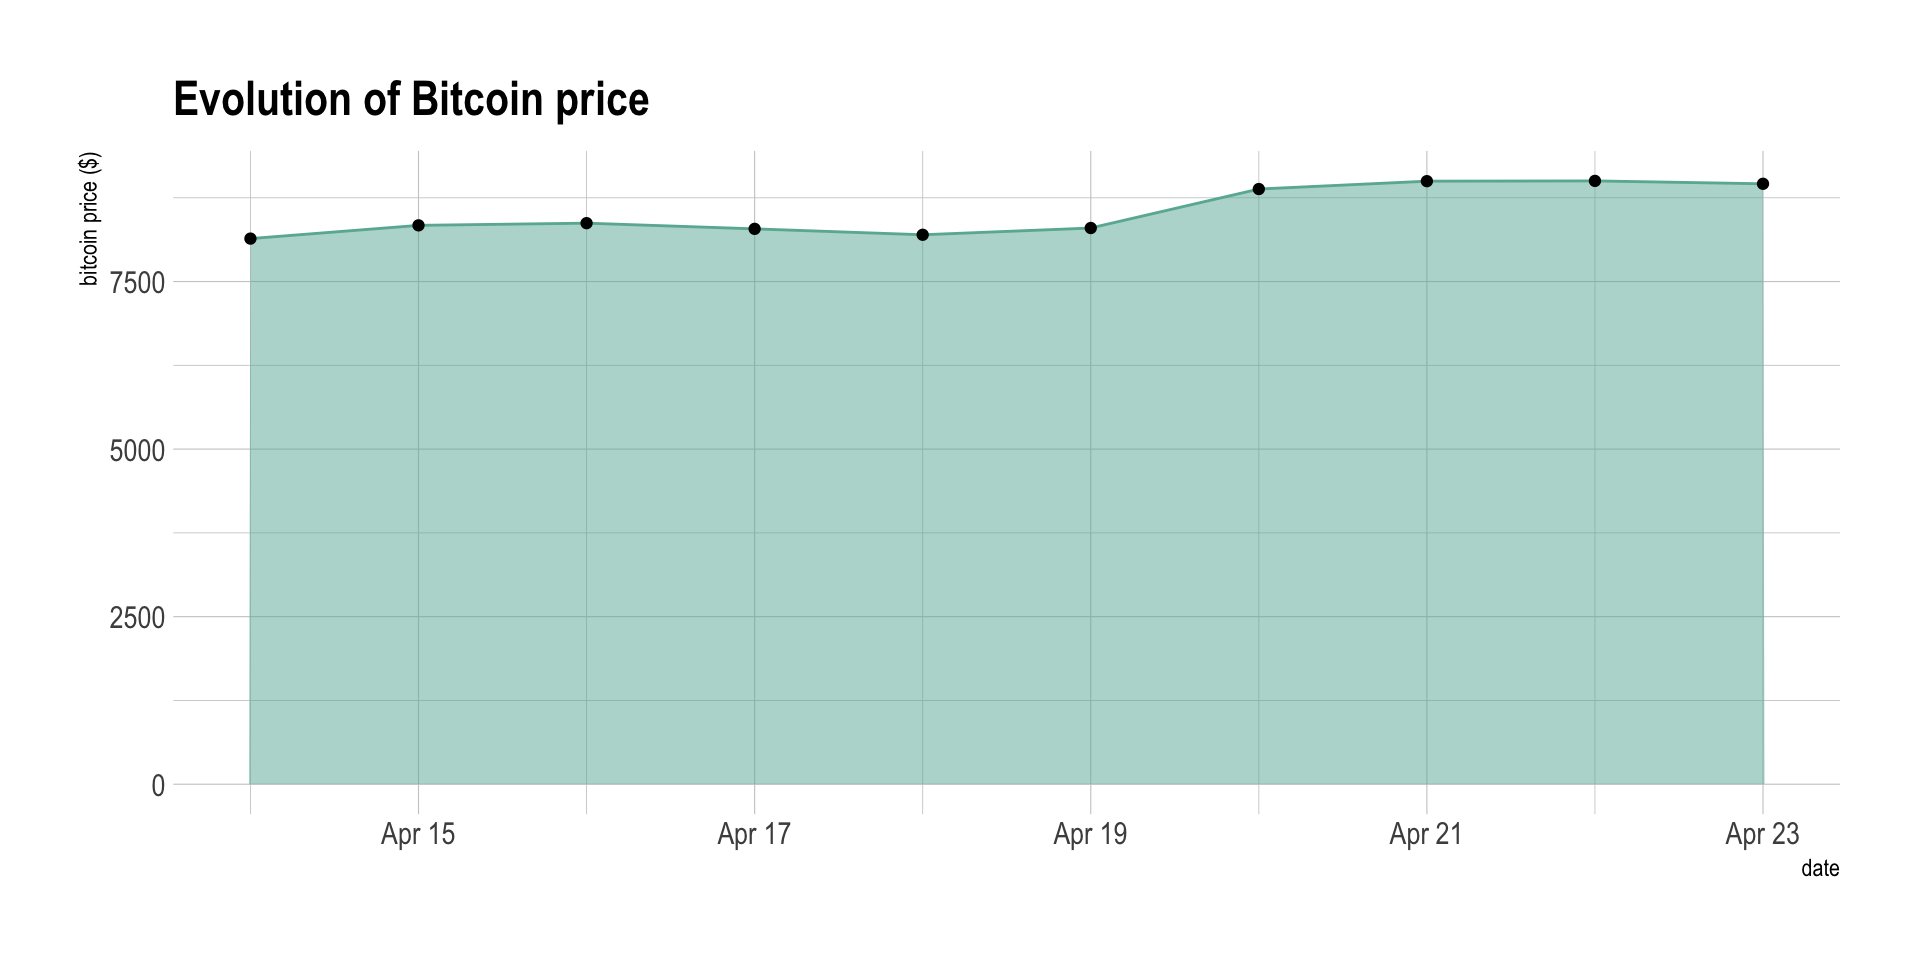 Evolution of Bitcoin price
bitcoin price ($)
7500
5000
2500
0
Apr 15
Apr 17
Apr 19
Apr 21
Apr 23
date